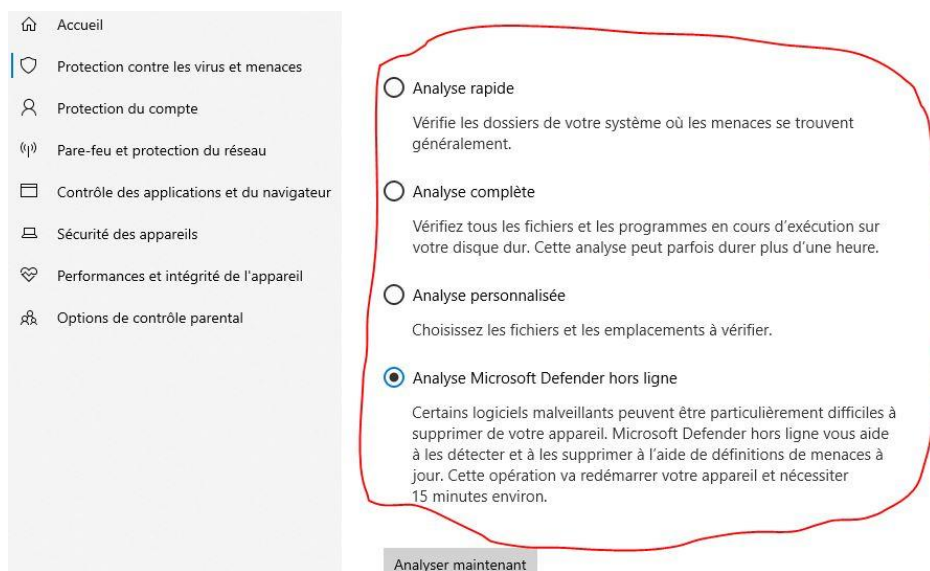 Accueil
Protection contre les virus et menaces
Protection du compte
Pare-feu et protection du réseau
Contrôle des applications et du navigateur
Sécurité des appareils
Performances et intégrité de l'appareil
Options de contrôle parental
Analyse rapide
Vérifie les dossiers de votre système où les menaces se trouvent
généralement.
Analyse complète
Vérifiez tous les fichiers et les programmes en cours d’exécution sur
votre disque dur. Cette analyse peut parfois durer plus d’une heure.
Analyse personnalisée
Choisissez les fichiers et les emplacements à vérifier.
Analyse Microsoft Defender hors ligne
Certains logiciels malveillants peuvent être particulièrement difficiles à
supprimer de votre appareil. Microsoft Defender hors ligne vous aide
à les détecter et à les supprimer à l’aide de définitions de menaces à
jour. Cette opération va redémarrer votre appareil et nécessiter
15 minutes environ.
Analyser maintenant